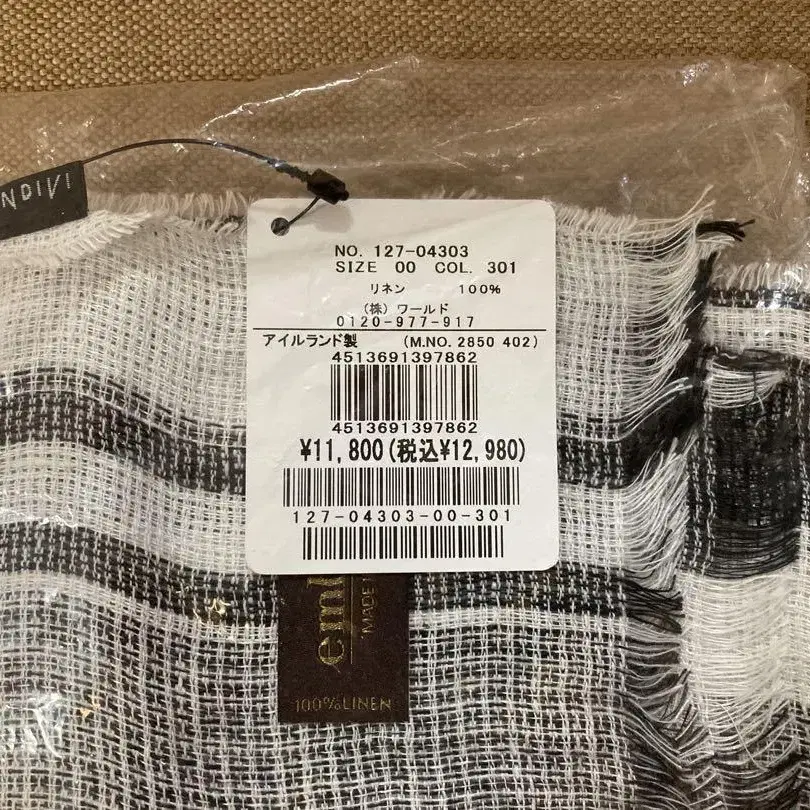 NO. 127-04303
SIZE 00 COL. 301
リネン 100%
(株) ワールド
0120-977-917
アイルランド製 (M.NO. 2850 402)
4513691397862
4513691397862
¥11,800(税込¥12,980)
127-04303-00-301
100%LINEN